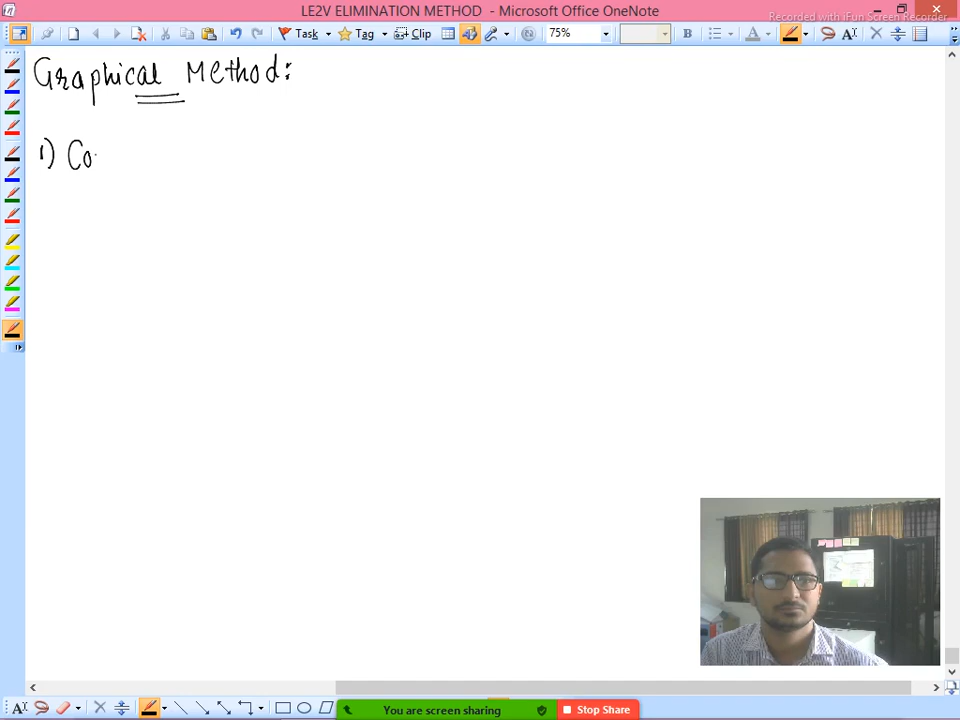 LE2V ELIMINATION METHOD - Microsoft Office OneNote
Recorded with iFun Screen Recorder
Task Tag Clip 75% B A A
Graphical Method:
1) Co
A
You are screen sharing Stop Share